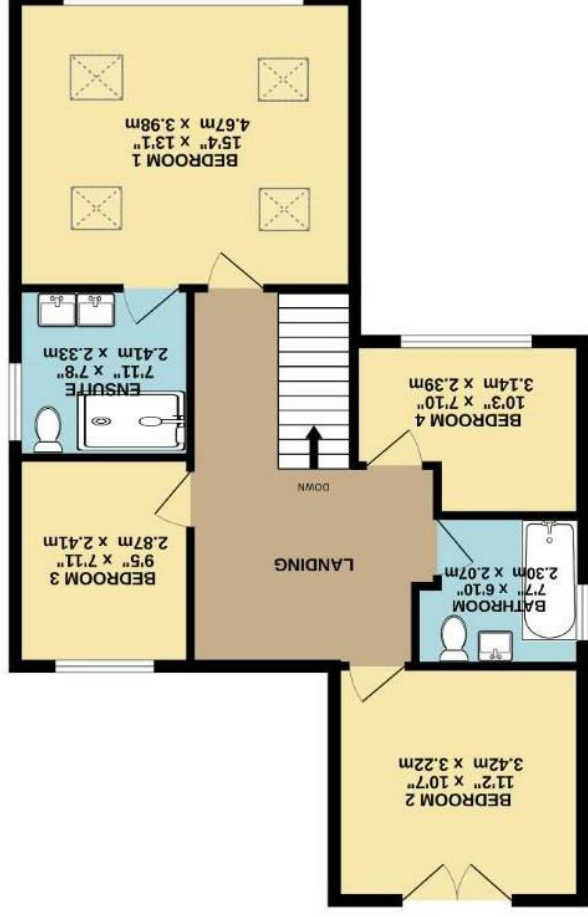 BEDROOM 2
11'2" x 10'7"
3.42m x 3.22m
BATHROOM
7'7" x 6'10"
2.30m x 2.07m
LANDING
BEDROOM 3
9'5" x 7'11"
2.87m x 2.41m
DOWN
BEDROOM 4
10'3" x 7'10"
3.14m x 2.39m
ENSUITE
7'11" x 7'8"
2.41m x 2.33m
BEDROOM 1
15'4" x 13'1"
4.67m x 3.98m